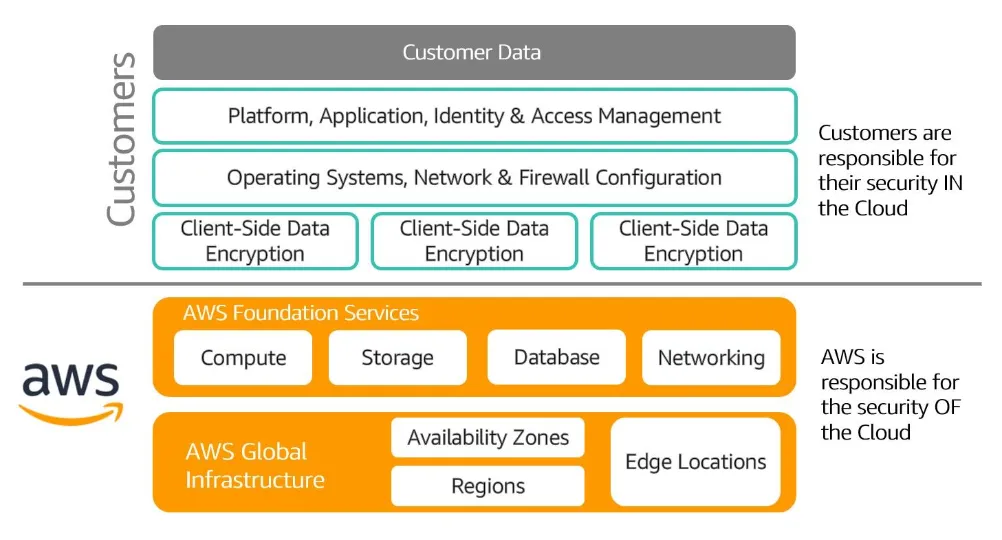 Customers
Customer Data
Platform, Application, Identity & Access Management
Operating Systems, Network & Firewall Configuration
Client-Side Data
Encryption
Client-Side Data
Encryption
Client-Side Data
Encryption
Customers are
responsible for
their security IN
the Cloud
aws
AWS Foundation Services
Compute
Storage
Database
Networking
AWS Global
Infrastructure
Availability Zones
Regions
Edge Locations
AWS is
responsible for
the security OF
the Cloud